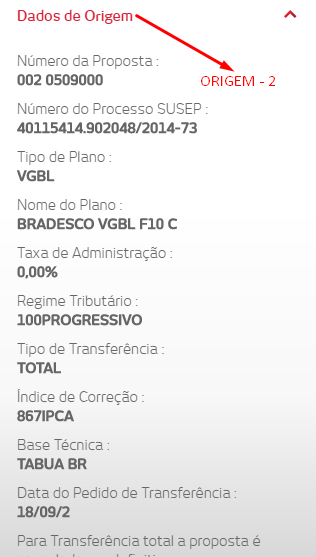 Dados de Origem
ORIGEM - 2
Número da Proposta :
002 0509000
Número do Processo SUSEP :
40115414.902048/2014-73
Tipo de Plano :
VGBL
Nome do Plano :
BRADESCO VGBL F10 C
Taxa de Administração :
0,00%
Regime Tributário :
100PROGRESSIVO
Tipo de Transferência :
TOTAL
Índice de Correção :
867IPCA
Base Técnica :
TABUA BR
Data do Pedido de Transferência :
18/09/2
Para Transferência total a proposta é